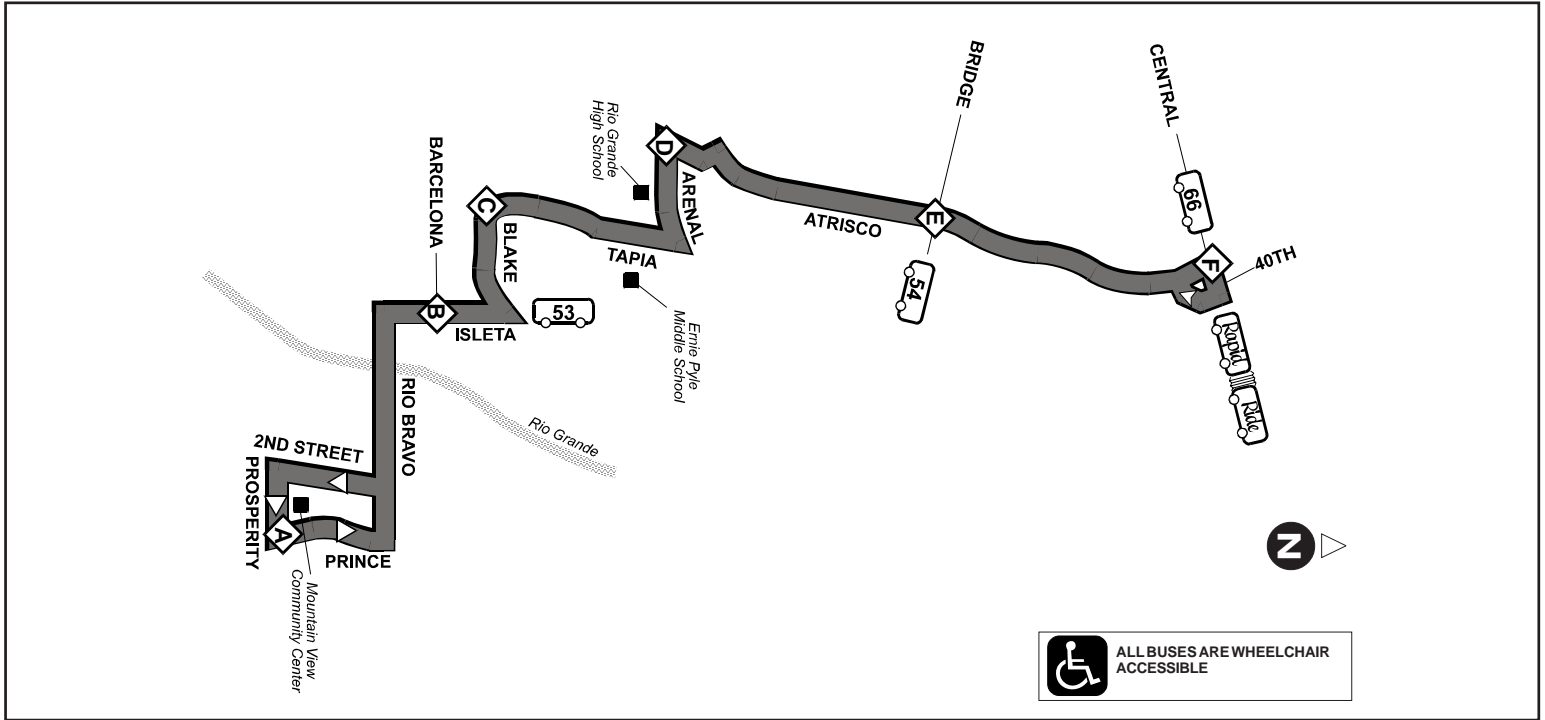 BRIDGE
CENTRAL
66
40TH
Rapid
Ride
Rio Grande
High School
D
ARENAL
BARCELONA
C
BLAKE
TAPIA
ATRISCO
E
54
F
B
ISLETA
53
Ernie Pyle
Middle School
RIO BRAVO
Rio Grande
2ND STREET
PROSPERITY
A
PRINCE
Mountain View
Community Center
N
ALL BUSES ARE WHEELCHAIR
ACCESSIBLE